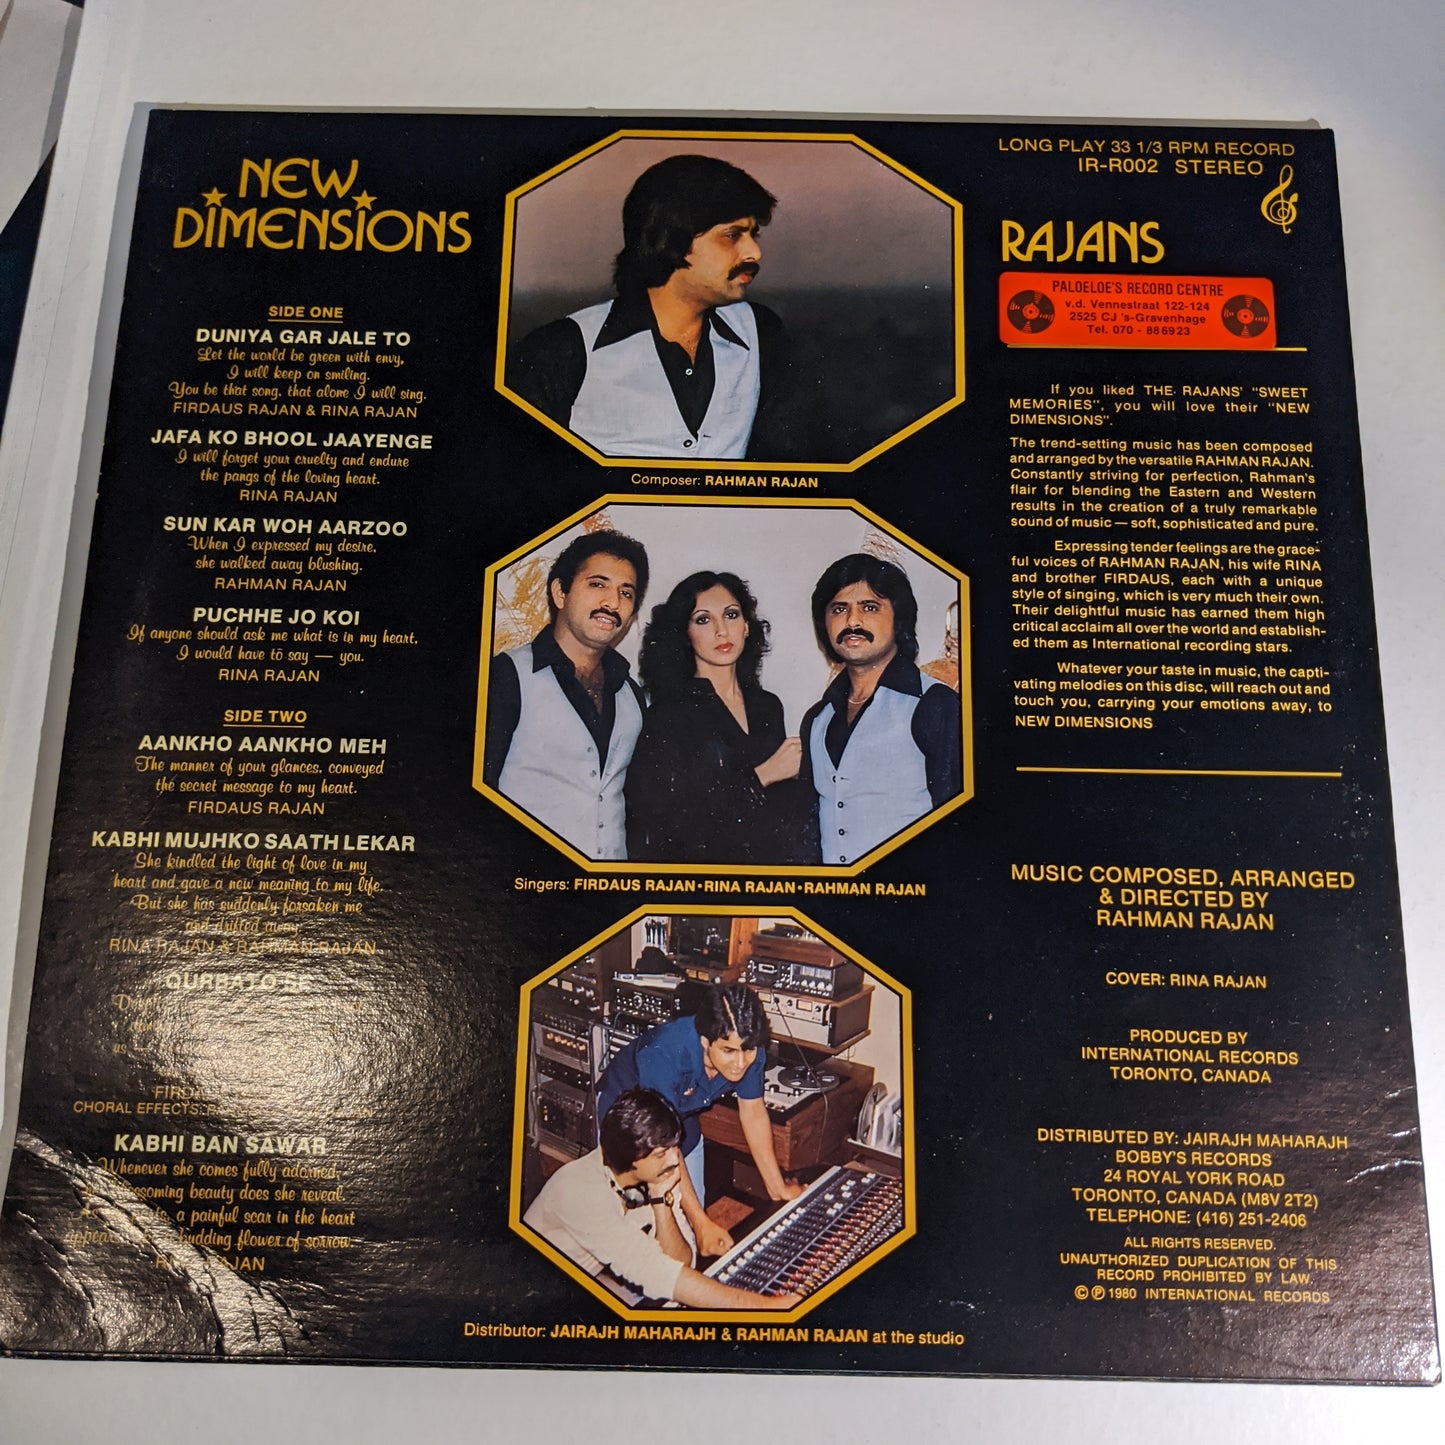 NEW
DIMENSIONS
SIDE ONE
DUNIYA GAR JALE TO
Let the world be green with envy,
I will keep on smiling.
You be that song, that alone I will sing.
FIRDAUS RAJAN & RINA RAJAN
JAFA KO BHOOL JAAYENGE
I will forget your cruelty and endure
the pangs of the loving heart.
RINA RAJAN
SUN KAR WOH AARZOO
When I expressed my desire,
she walked away blushing.
RAHMAN RAJAN
PUCHHE JO KOI
If anyone should ask me what is in my heart,
I would have to say — you.
RINA RAJAN
SIDE TWO
AANKHO AANKHO MEH
The manner of your glances, conveyed
the secret message to my heart.
FIRDAUS RAJAN
KABHI MUJHKO SAATH LEKAR
She kindled the light of love in my
heart and gave a new meaning to my life.
But she has suddenly forsaken me
and drifted away.
RINA RAJAN & RAHMAN RAJAN
QURBATO SE
us
CHORAL EFFECTS:
KABHI BAN SAWAR
Whenever she comes fully adorned,
beauty does she reveal.
a painful scar in the heart
budding flower of sorrow.
RAJAN
Composer: RAHMAN RAJAN
Singers: FIRDAUS RAJAN • RINA RAJAN • RAHMAN RAJAN
Distributor: JAIRAJH MAHARAJH & RAHMAN RAJAN at the studio
LONG PLAY 33 1/3 RPM RECORD
IR-R002 STEREO
RAJANS
PALOELOE'S RECORD CENTRE
v.d. Vennestraat 122-124
2525 CJ 's-Gravenhage
Tel. 070 - 886923
If you liked THE RAJANS' "SWEET
MEMORIES", you will love their "NEW
DIMENSIONS".
The trend-setting music has been composed
and arranged by the versatile RAHMAN RAJAN.
Constantly striving for perfection, Rahman's
flair for blending the Eastern and Western
results in the creation of a truly remarkable
sound of music — soft, sophisticated and pure.
Expressing tender feelings are the grace-
ful voices of RAHMAN RAJAN, his wife RINA
and brother FIRDAUS, each with a unique
style of singing, which is very much their own.
Their delightful music has earned them high
critical acclaim all over the world and establish-
ed them as International recording stars.
Whatever your taste in music, the capti-
vating melodies on this disc, will reach out and
touch you, carrying your emotions away, to
NEW DIMENSIONS
MUSIC COMPOSED, ARRANGED
& DIRECTED BY
RAHMAN RAJAN
COVER: RINA RAJAN
PRODUCED BY
INTERNATIONAL RECORDS
TORONTO, CANADA
DISTRIBUTED BY: JAIRAJH MAHARAJH
BOBBY'S RECORDS
24 ROYAL YORK ROAD
TORONTO, CANADA (M8V 2T2)
TELEPHONE: (416) 251-2406
ALL RIGHTS RESERVED.
UNAUTHORIZED DUPLICATION OF THIS
RECORD PROHIBITED BY LAW.
© ℗ 1980 INTERNATIONAL RECORDS